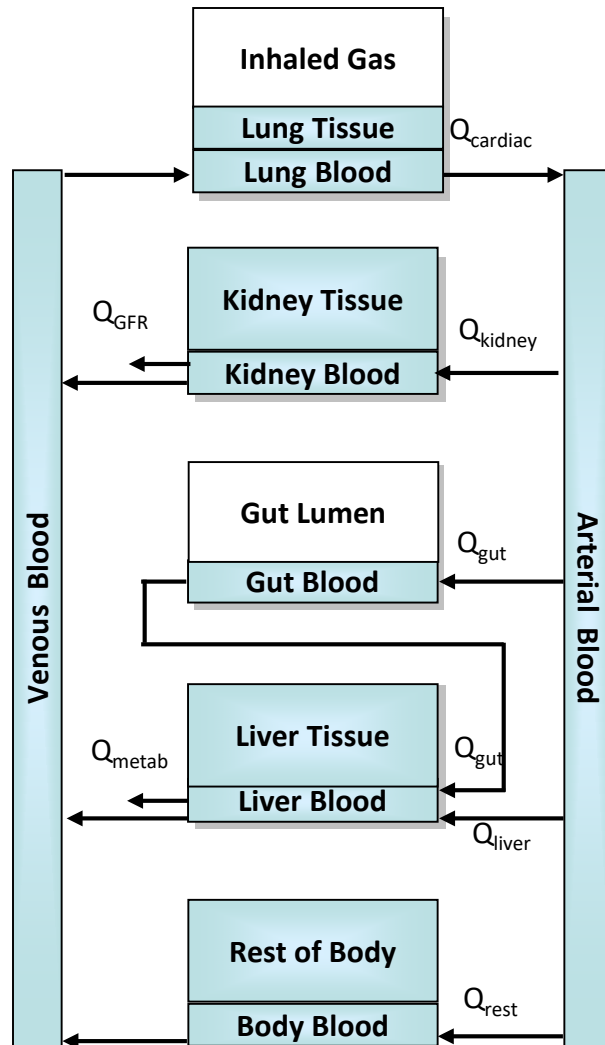 Inhaled Gas
Lung Tissue
Q_cardiac
Lung Blood
Kidney Tissue
Q_GFR
Q_kidney
Kidney Blood
Gut Lumen
Q_gut
Gut Blood
Venous Blood
Arterial Blood
Liver Tissue
Q_metab
Q_gut
Liver Blood
Q_liver
Rest of Body
Q_rest
Body Blood